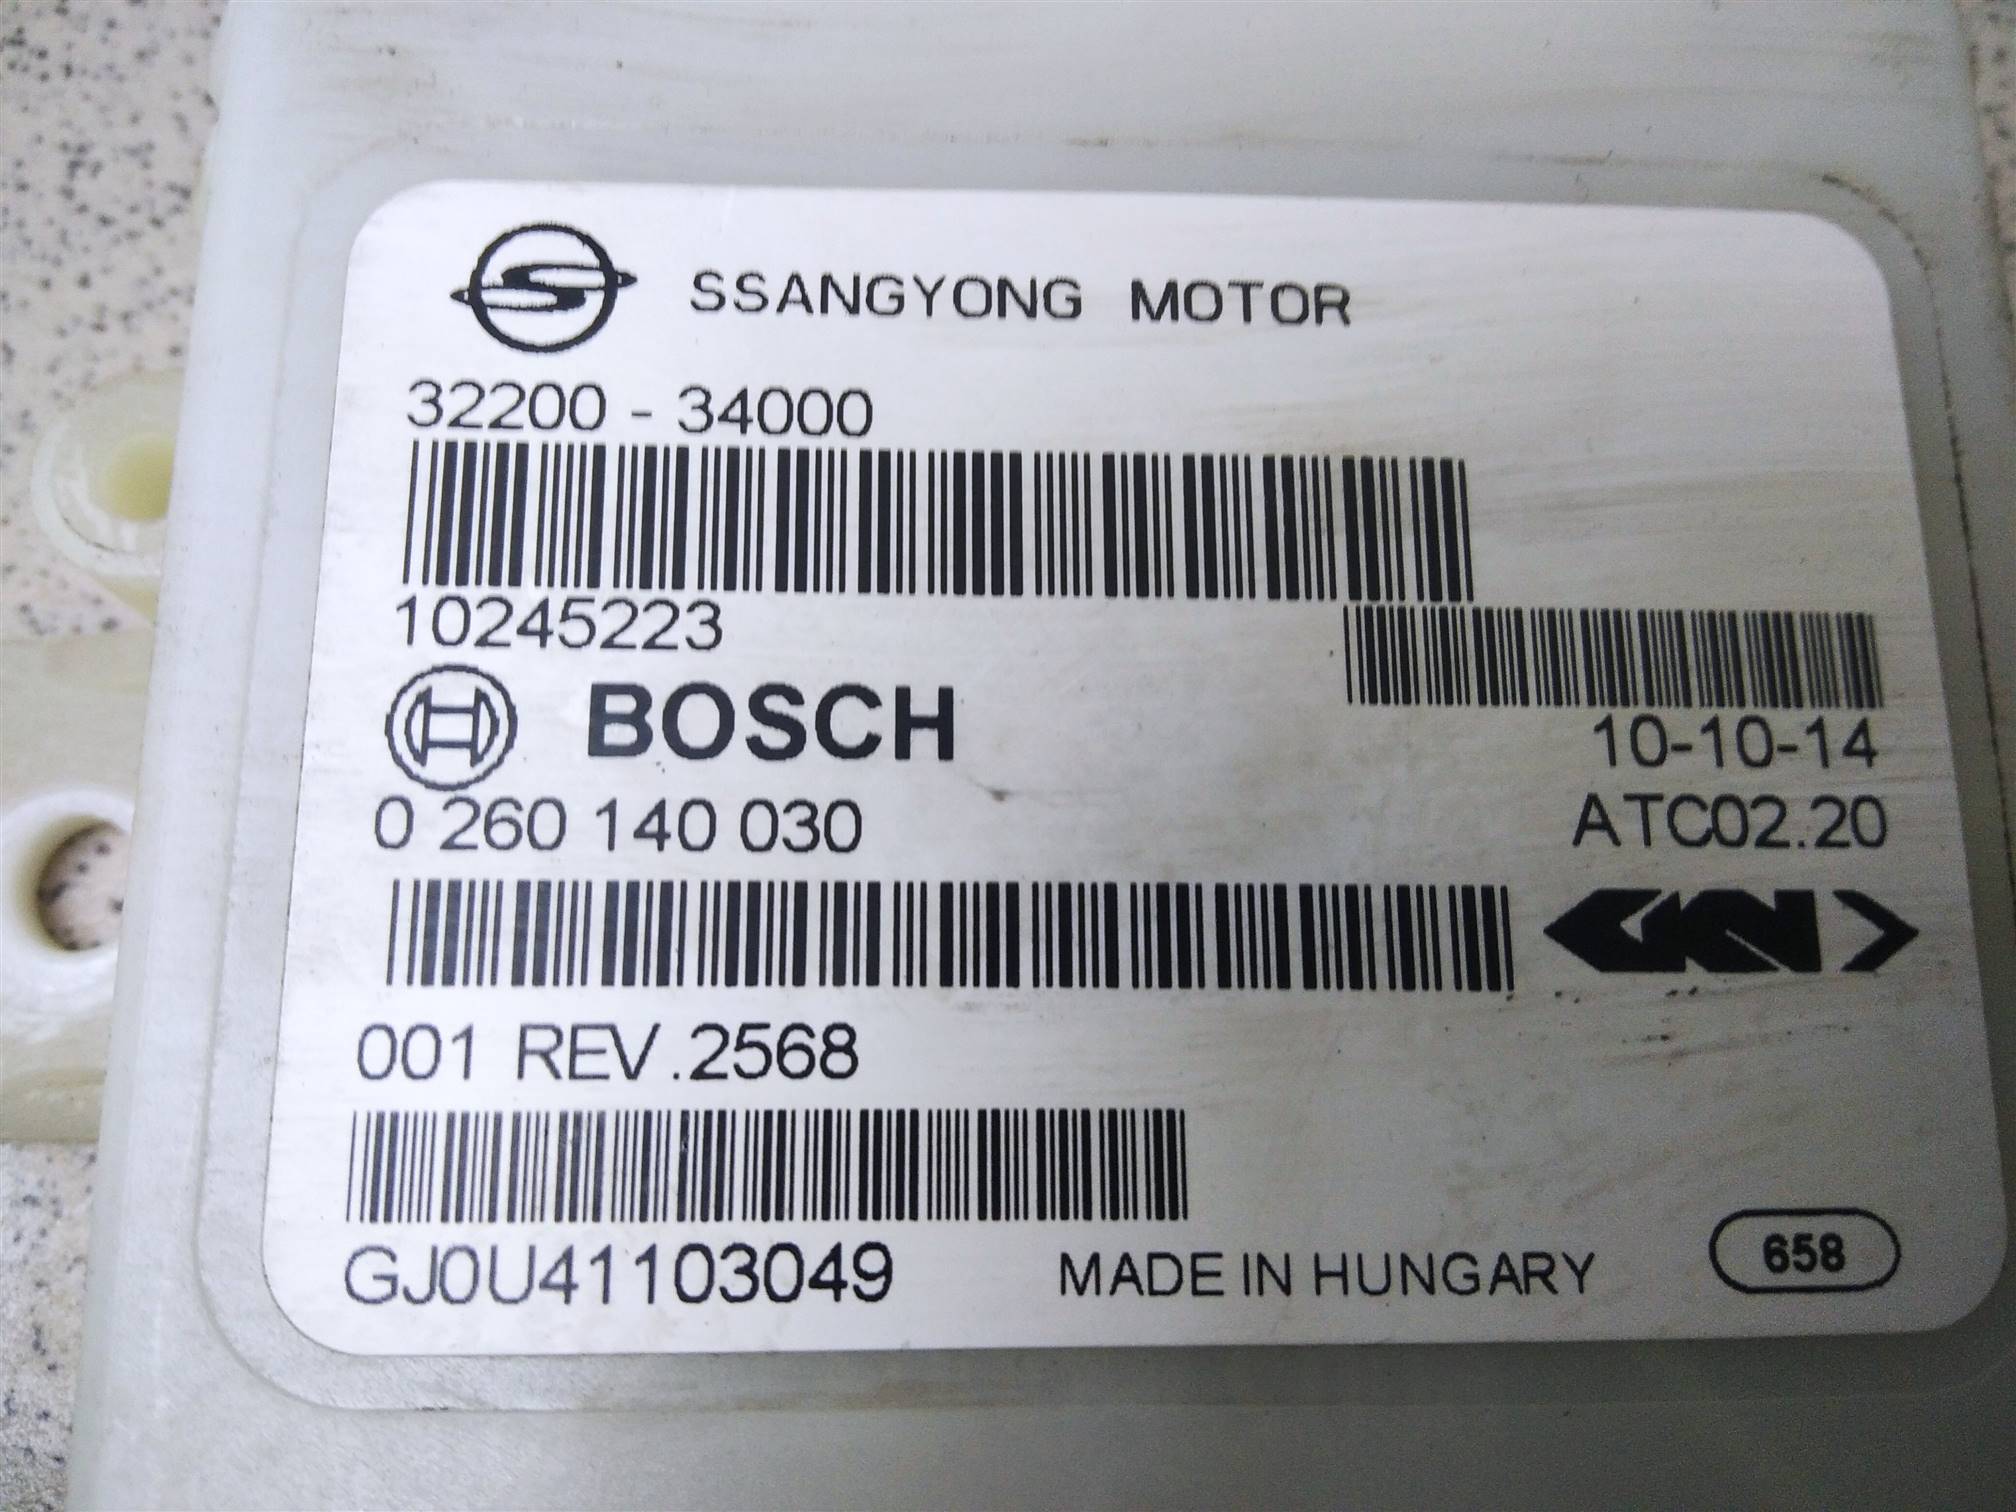 SSANGYONG MOTOR
32200 - 34000
10245223
BOSCH
10-10-14
0 260 140 030
ATC02.20
GKN
001 REV.2568
GJ0U41103049
MADE IN HUNGARY
658